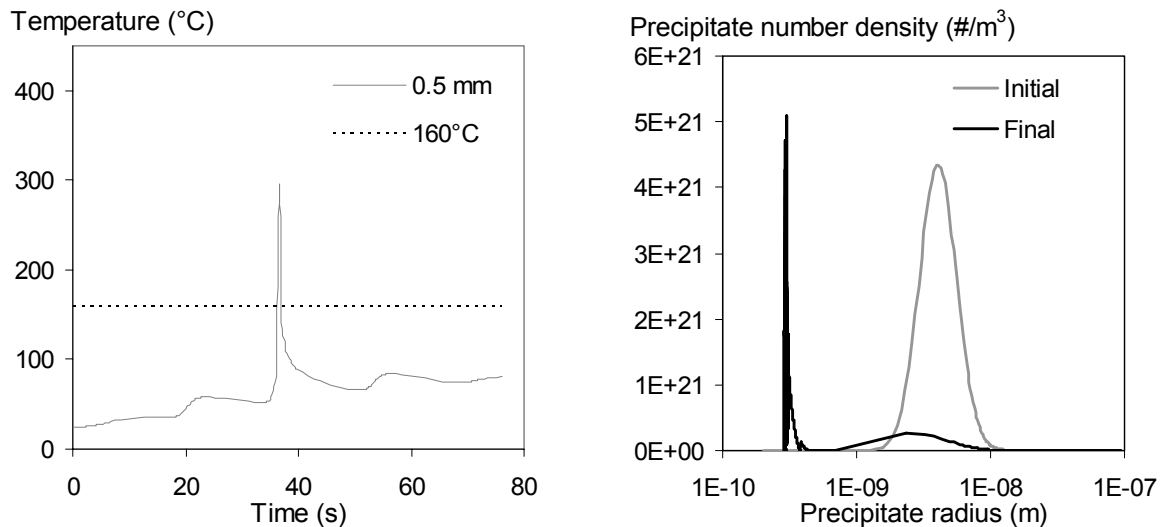 Temperature (°C)
400
300
200
100
0
0 20 40 60 80
Time (s)
0.5 mm
160°C
Precipitate number density (#/m³)
6E+21
5E+21
4E+21
3E+21
2E+21
1E+21
0E+00
1E-10 1E-09 1E-08 1E-07
Precipitate radius (m)
Initial
Final